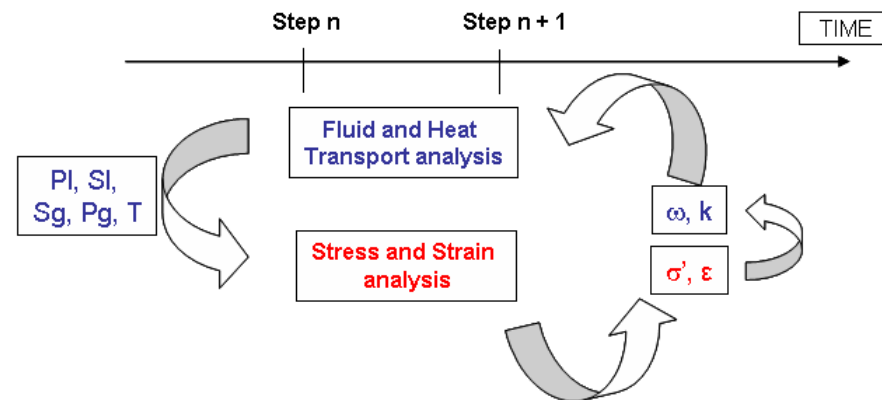 Step n
Step n + 1
TIME
Fluid and Heat
Transport analysis
Pl, Sl,
Sg, Pg, T
ω, k
Stress and Strain
analysis
σ', ε